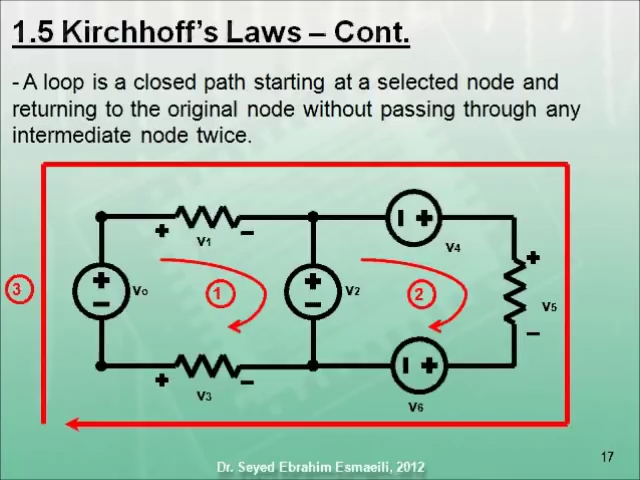 1.5 Kirchhoff's Laws – Cont.
- A loop is a closed path starting at a selected node and
returning to the original node without passing through any
intermediate node twice.
+ V1 –
– + V4
3
+ – Vo
1
+ – V2
2
+ V5 –
+ V3 –
– + V6
17
Dr. Seyed Ebrahim Esmaeili, 2012